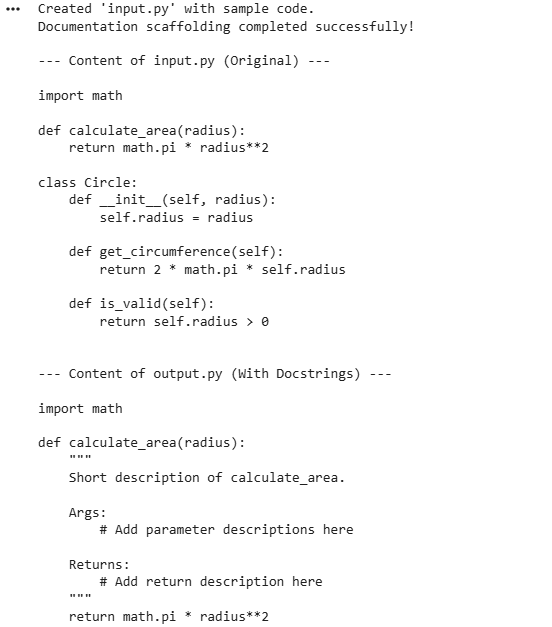 ••• Created 'input.py' with sample code.
Documentation scaffolding completed successfully!
--- Content of input.py (Original) ---
import math
def calculate_area(radius):
    return math.pi * radius**2
class Circle:
    def __init__(self, radius):
        self.radius = radius
    def get_circumference(self):
        return 2 * math.pi * self.radius
    def is_valid(self):
        return self.radius > 0
--- Content of output.py (With Docstrings) ---
import math
def calculate_area(radius):
    """
    Short description of calculate_area.
    Args:
        # Add parameter descriptions here
    Returns:
        # Add return description here
    """
    return math.pi * radius**2